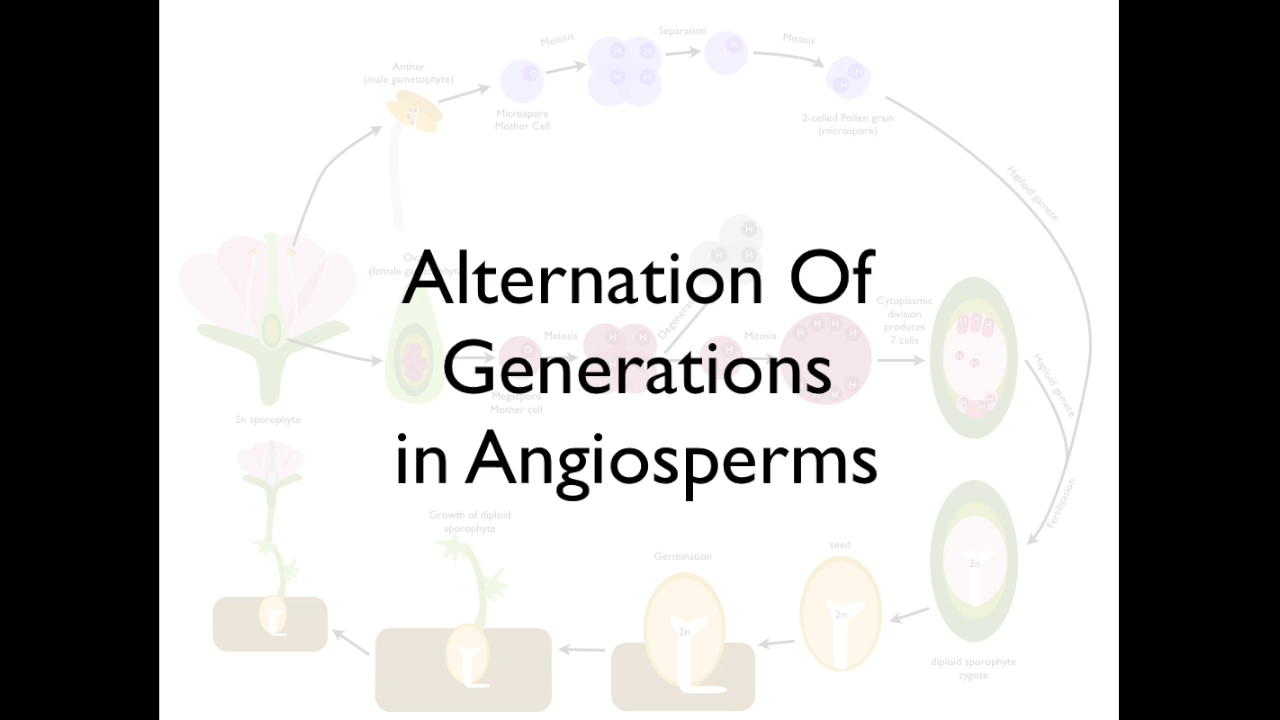 Alternation Of
Generations
in Angiosperms
Meiosis
Separation
Mitosis
Anther
(male gametophyte)
D
H H
H H
H
H
H
Microspore
Mother Cell
2-celled Pollen grain
(microspore)
Haploid gamete
H
H H
(female
Meiosis
Mitosis
D
H H
H
H H H H
H H
Cytoplasmic
division
produces
7 cells
H H H
H H
H H H
Haploid gamete
Mother cell
2n sporophyte
Fertilization
Growth of diploid
sporophyte
Germination
seed
2n
2n
2n
diploid sporophyte
zygote